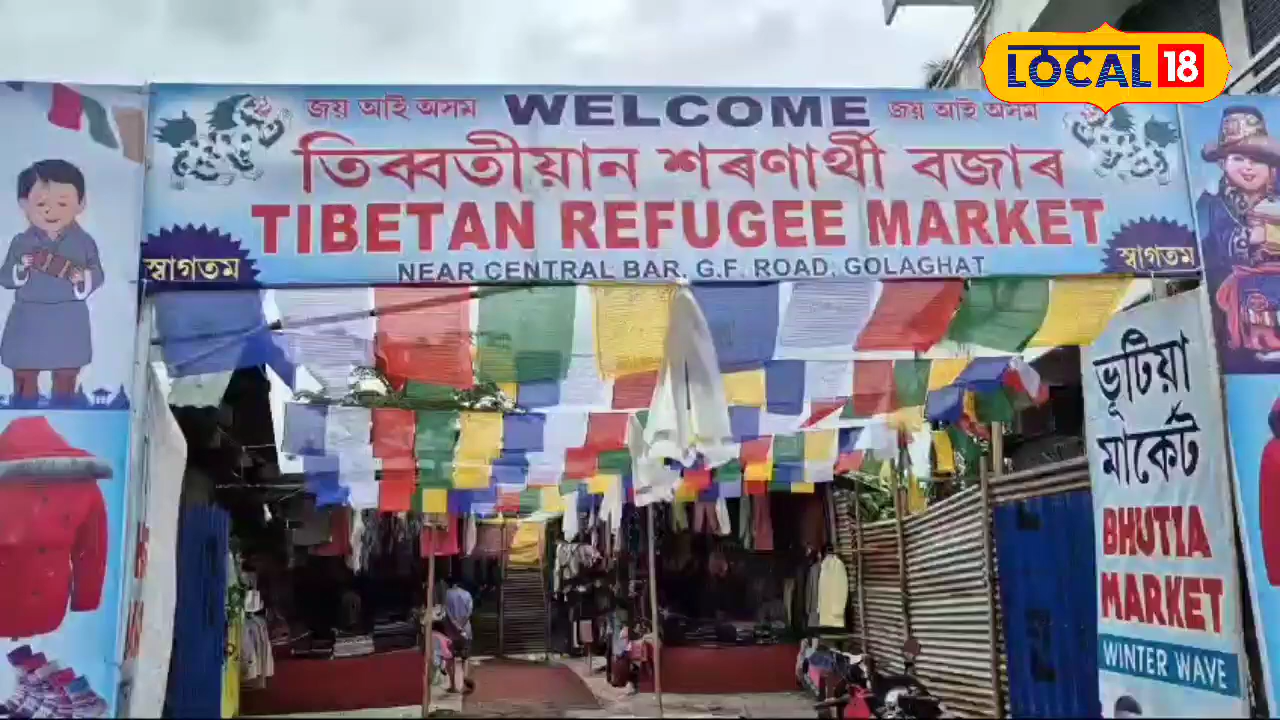 LOCAL 18
জয় আই অসম WELCOME জয় আই অসম
তিব্বতীয়ান শৰণাৰ্থী বজাৰ
TIBETAN REFUGEE MARKET
স্বাগতম স্বাগতম
NEAR CENTRAL BAR, G.F. ROAD, GOLAGHAT
ভূটিয়া
মাৰ্কেট
BHUTIA
MARKET
WINTER WAVE